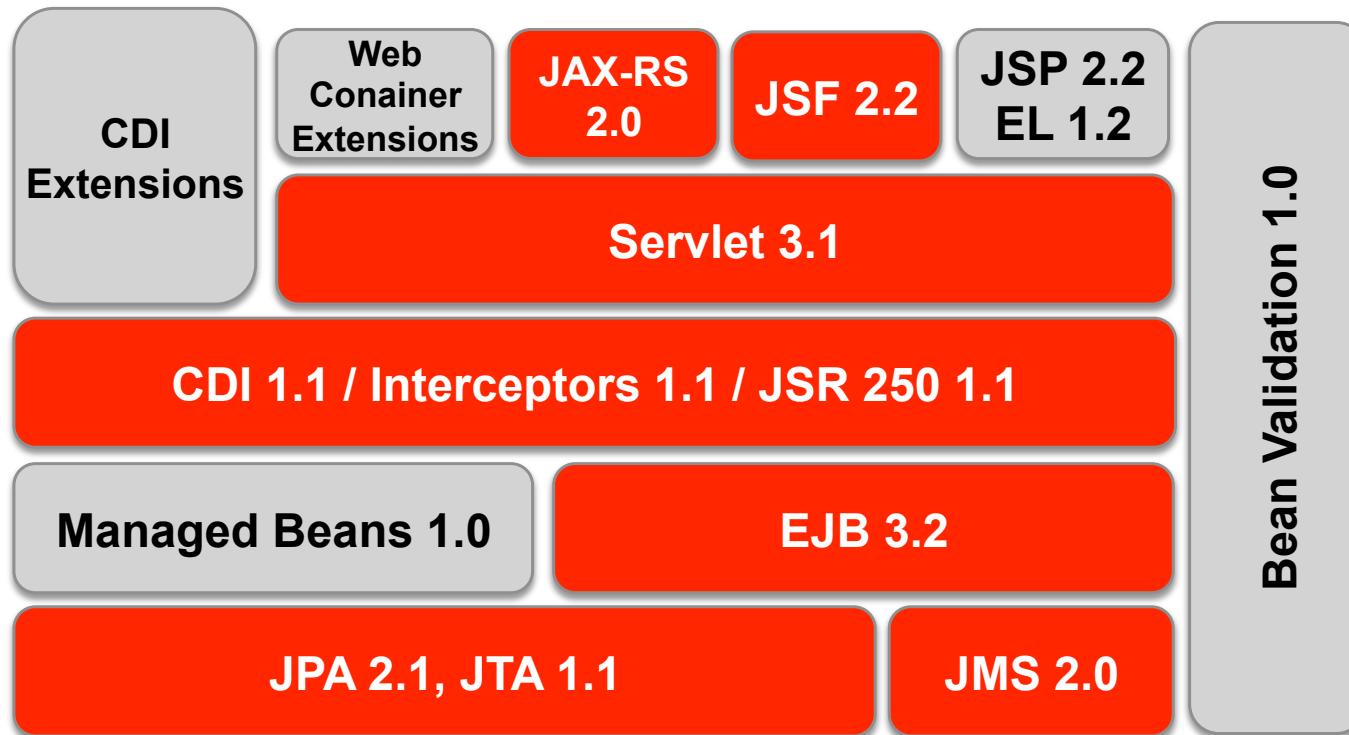 CDI
Extensions
Web
Conainer
Extensions
JAX-RS
2.0
JSF 2.2
JSP 2.2
EL 1.2
Servlet 3.1
CDI 1.1 / Interceptors 1.1 / JSR 250 1.1
Managed Beans 1.0
EJB 3.2
JPA 2.1, JTA 1.1
JMS 2.0
Bean Validation 1.0